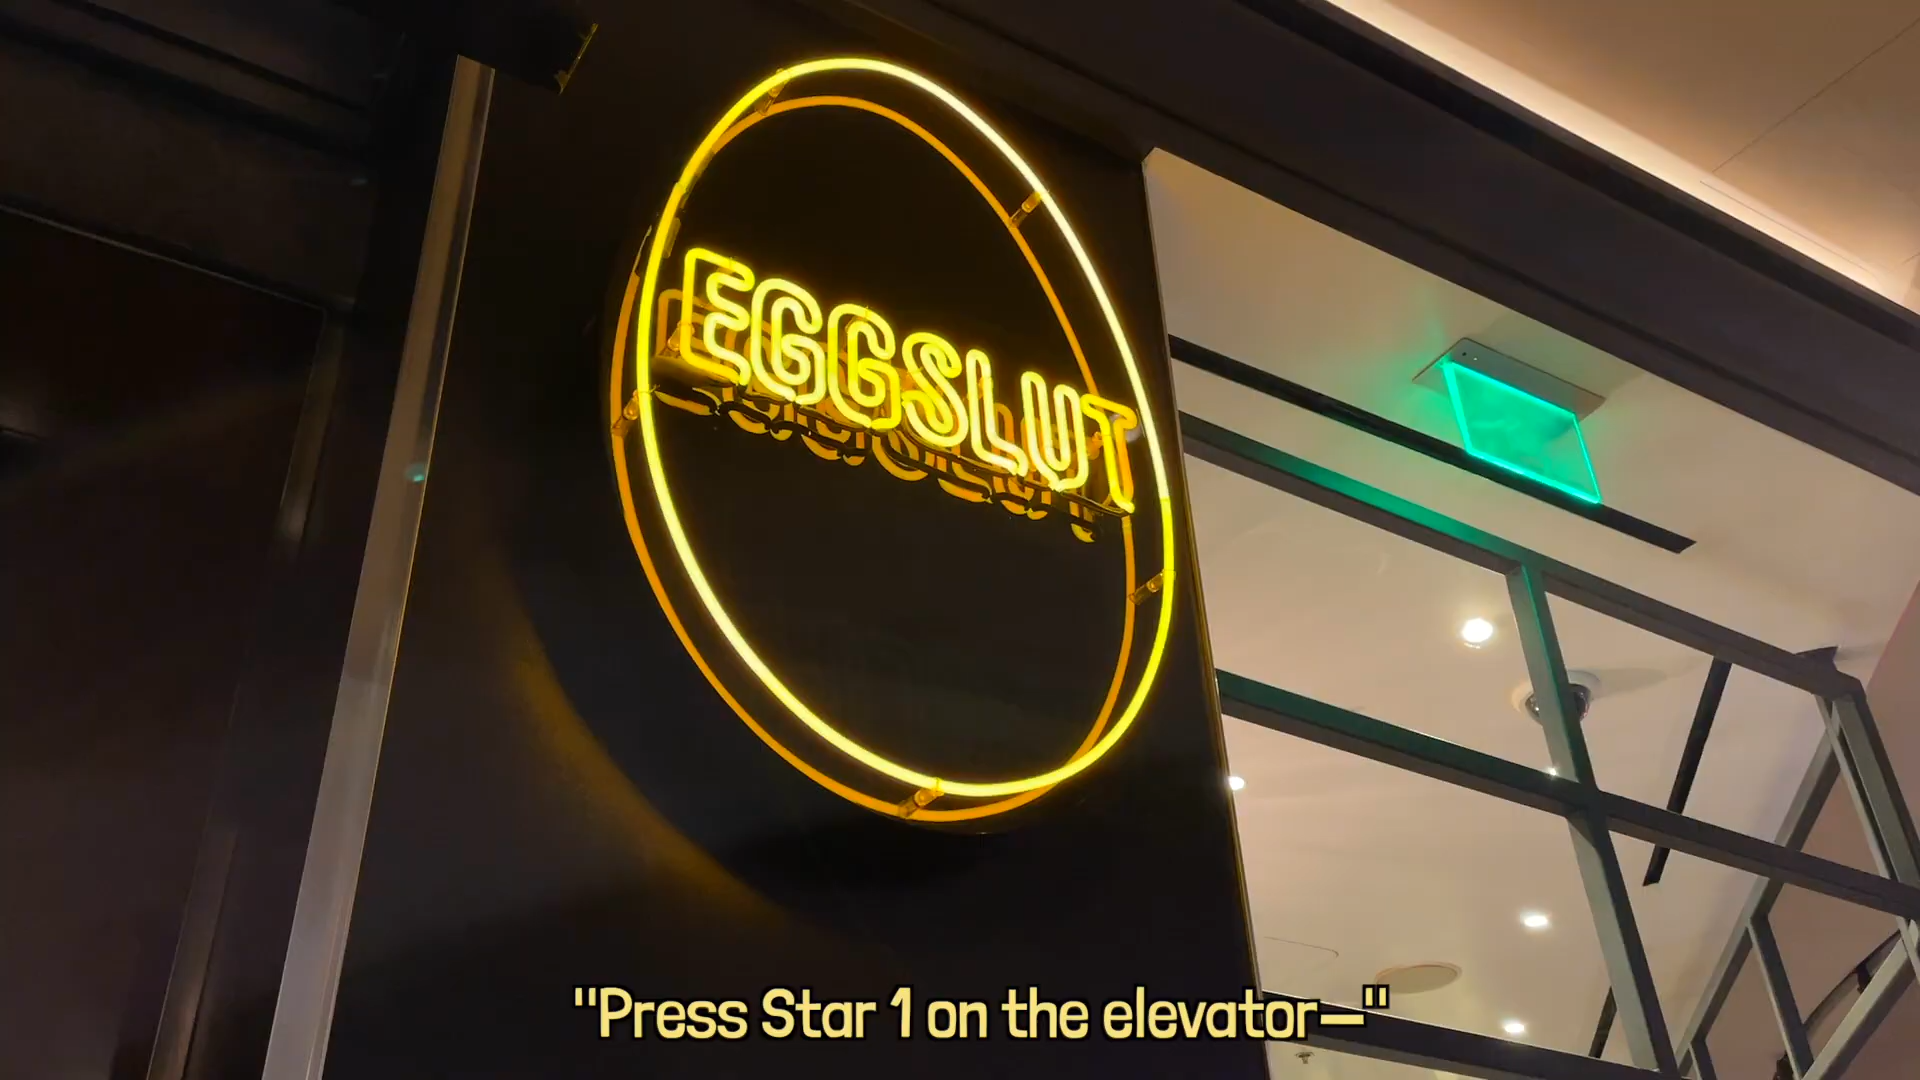 EGGSLUT
"Press Star 1 on the elevator—"